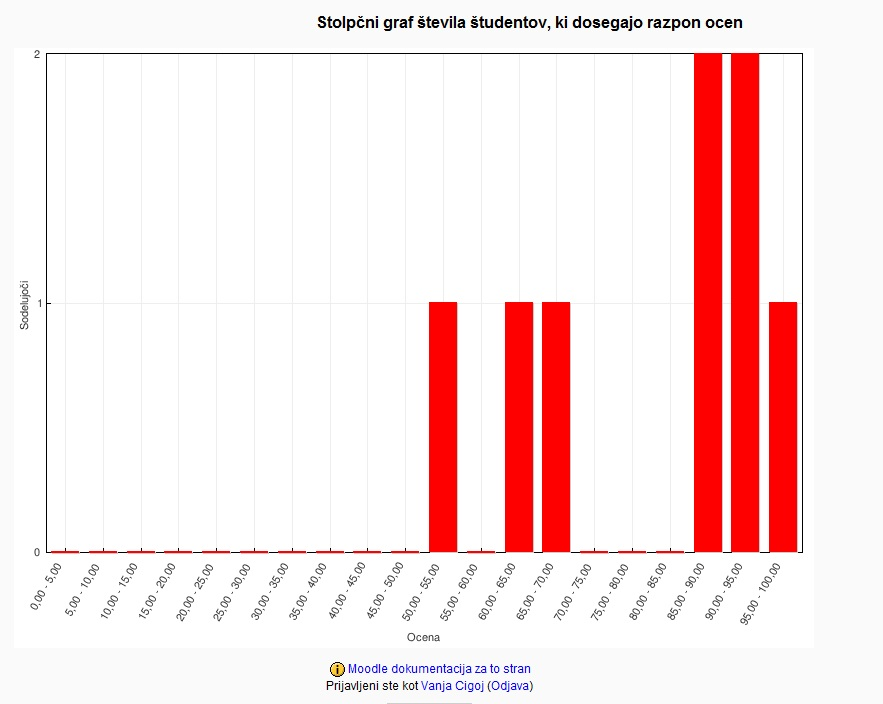 Stolpčni graf števila študentov, ki dosegajo razpon ocen
2
1
0
Sodelujoči
0,00 - 5,00
5,00 - 10,00
10,00 - 15,00
15,00 - 20,00
20,00 - 25,00
25,00 - 30,00
30,00 - 35,00
35,00 - 40,00
40,00 - 45,00
45,00 - 50,00
50,00 - 55,00
55,00 - 60,00
60,00 - 65,00
65,00 - 70,00
70,00 - 75,00
75,00 - 80,00
80,00 - 85,00
85,00 - 90,00
90,00 - 95,00
95,00 - 100,00
Ocena
Moodle dokumentacija za to stran
Prijavljeni ste kot Vanja Cigoj (Odjava)